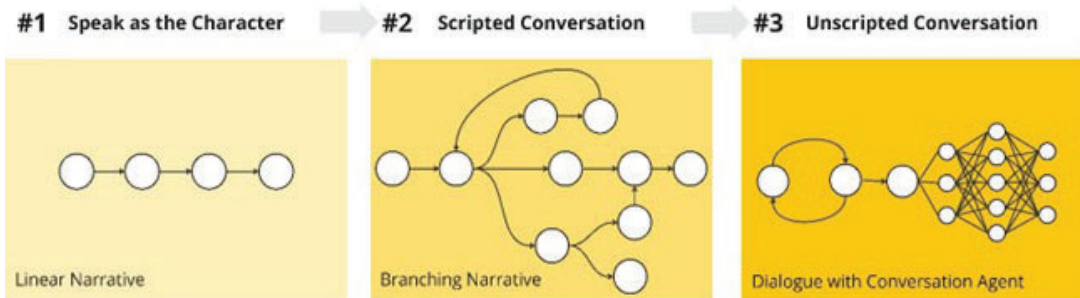 #1 Speak as the Character
#2 Scripted Conversation
#3 Unscripted Conversation
Linear Narrative
Branching Narrative
Dialogue with Conversation Agent